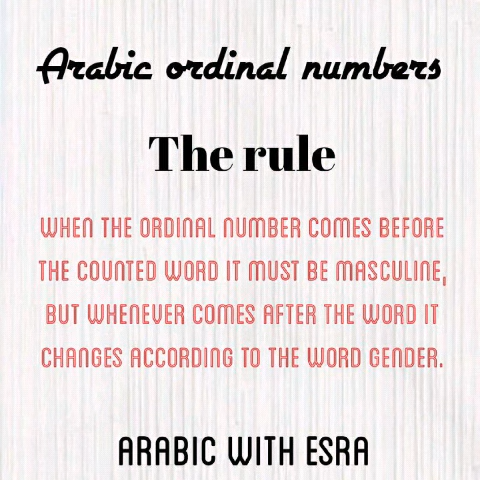 Arabic ordinal numbers
The rule
WHEN THE ORDINAL NUMBER COMES BEFORE
THE COUNTED WORD IT MUST BE MASCULINE,
BUT WHENEVER COMES AFTER THE WORD IT
CHANGES ACCORDING TO THE WORD GENDER.
ARABIC WITH ESRA